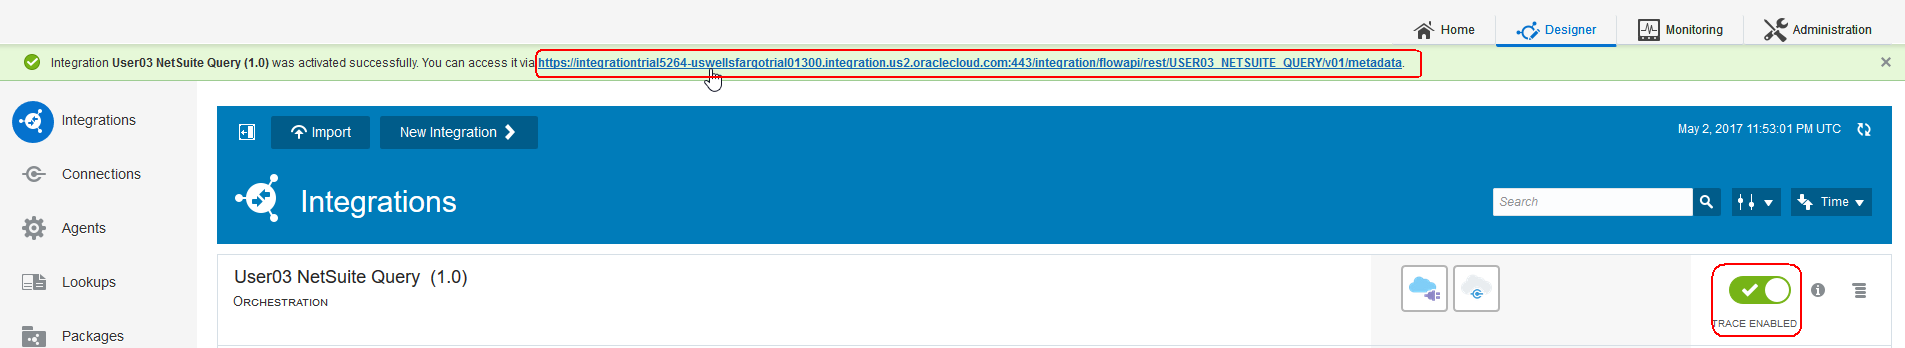 Home Designer Monitoring Administration
Integration User03 NetSuite Query (1.0) was activated successfully. You can access it via https://integrationtrial5264-uswellsfargotrial01300.integration.us2.oraclecloud.com:443/integration/flowapi/rest/USER03_NETSUITE_QUERY/v01/metadata.
Integrations
Connections
Agents
Lookups
Packages
Import New Integration
May 2, 2017 11:53:01 PM UTC
Integrations
Search
Time
User03 NetSuite Query (1.0)
ORCHESTRATION
TRACE ENABLED